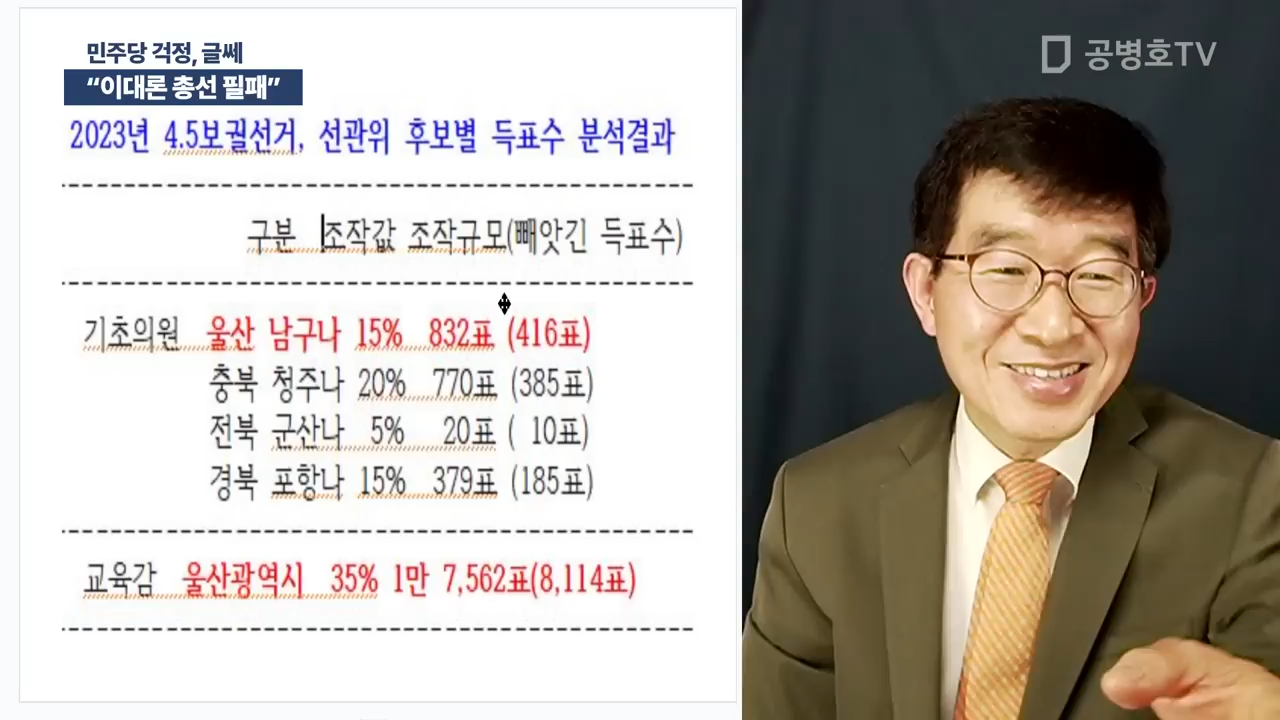 민주당 걱정, 글쎄
“이대론 총선 필패”
공병호TV
2023년 4.5보궐선거, 선관위 후보별 득표수 분석결과
구분 조작값 조작규모(빼앗긴 득표수)
기초의원 울산 남구나 15% 832표 (416표)
충북 청주나 20% 770표 (385표)
전북 군산나 5% 20표 ( 10표)
경북 포항나 15% 379표 (185표)
교육감 울산광역시 35% 1만 7,562표(8,114표)